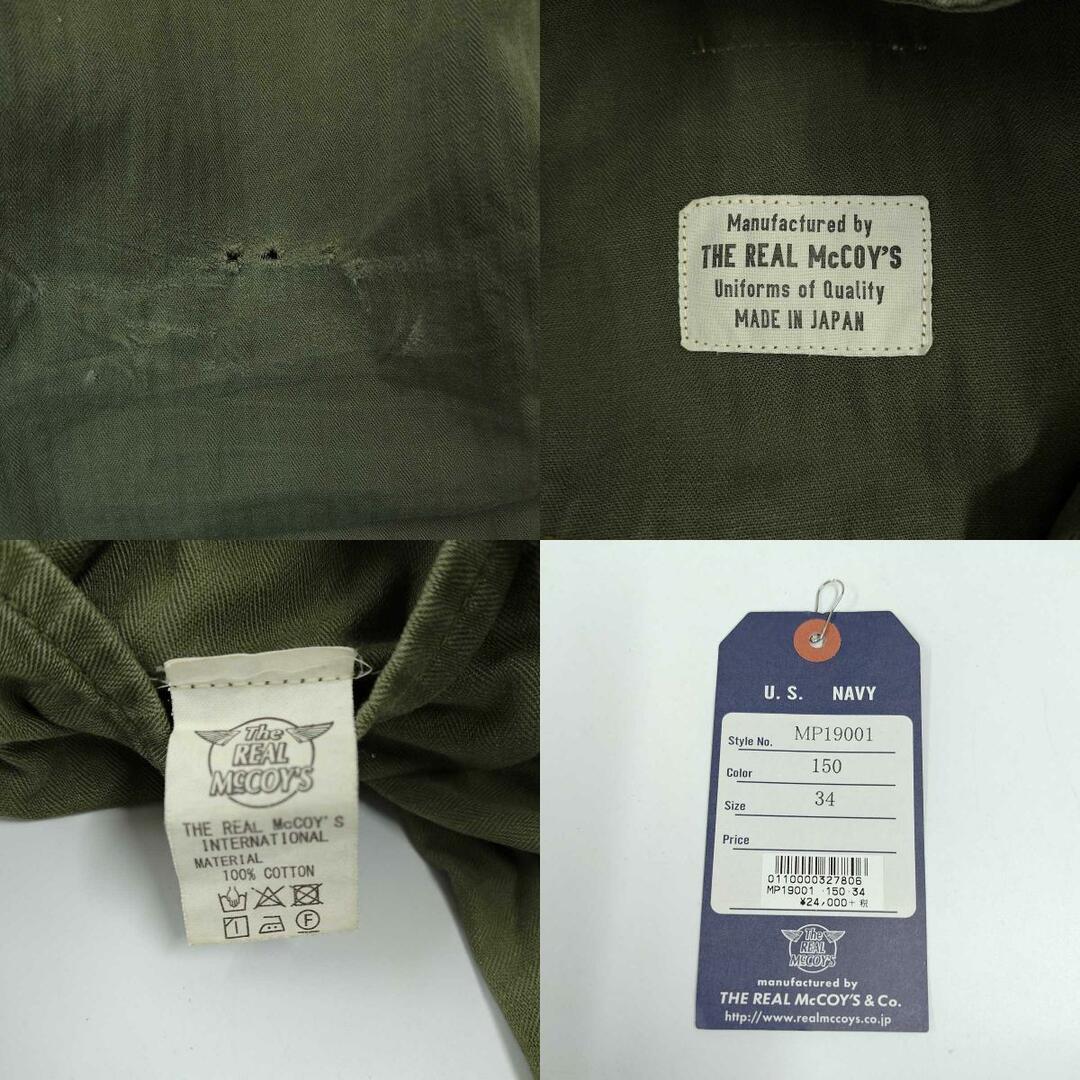 Manufactured by
THE REAL McCOY'S
Uniforms of Quality
MADE IN JAPAN
The
REAL
McCOY'S
THE REAL McCOY'S
INTERNATIONAL
MATERIAL
100% COTTON
F
U.S. NAVY
Style No. MP19001
Color 150
Size 34
Price
0110000327806
MP19001 ･150･34
¥24,000+税
The
REAL
McCOY'S
manufactured by
THE REAL McCOY'S & Co.
http://www.realmccoys.co.jp